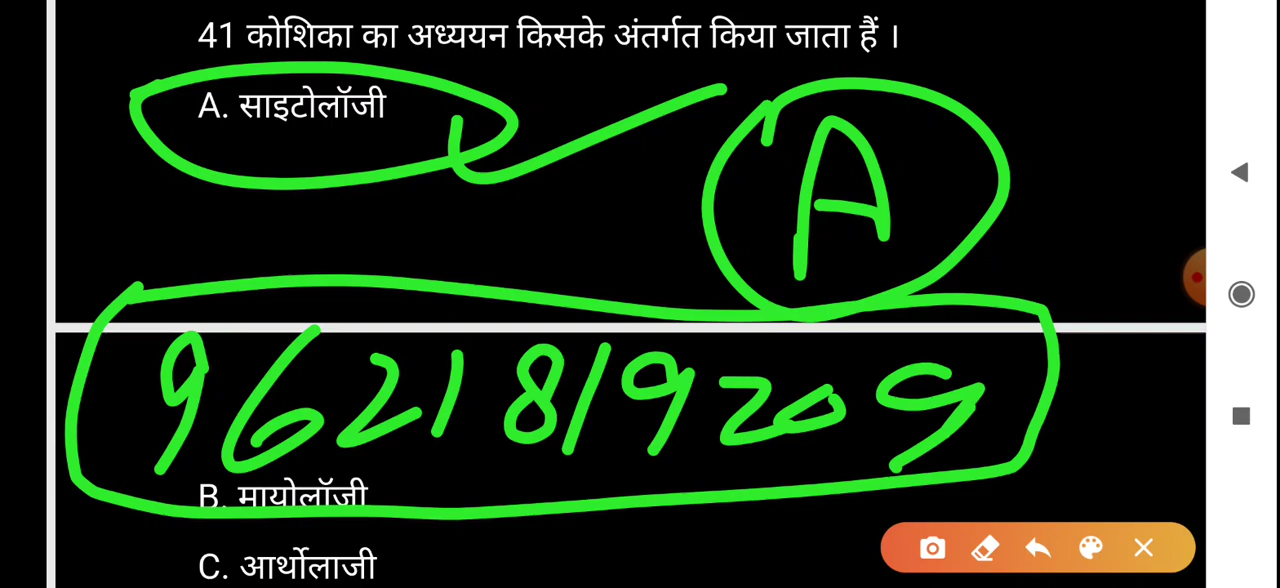 41 कोशिका का अध्ययन किसके अंतर्गत किया जाता हैं ।
A. साइटोलॉजी
A
9621819209
B. मायोलॉजी
C. आर्थोलाजी